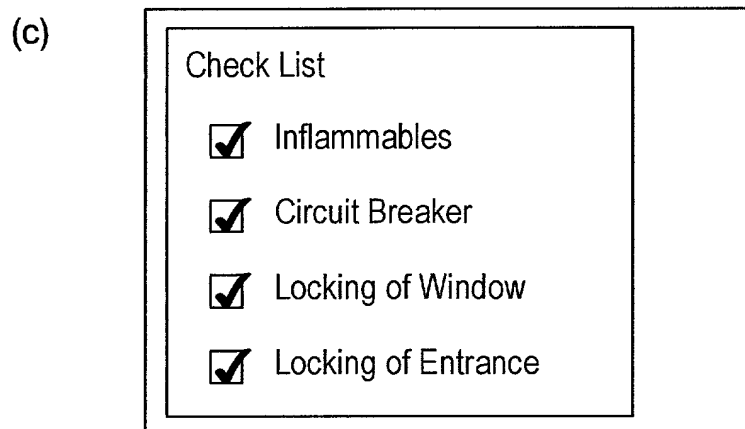 (c)
Check List
Inflammables
Circuit Breaker
Locking of Window
Locking of Entrance